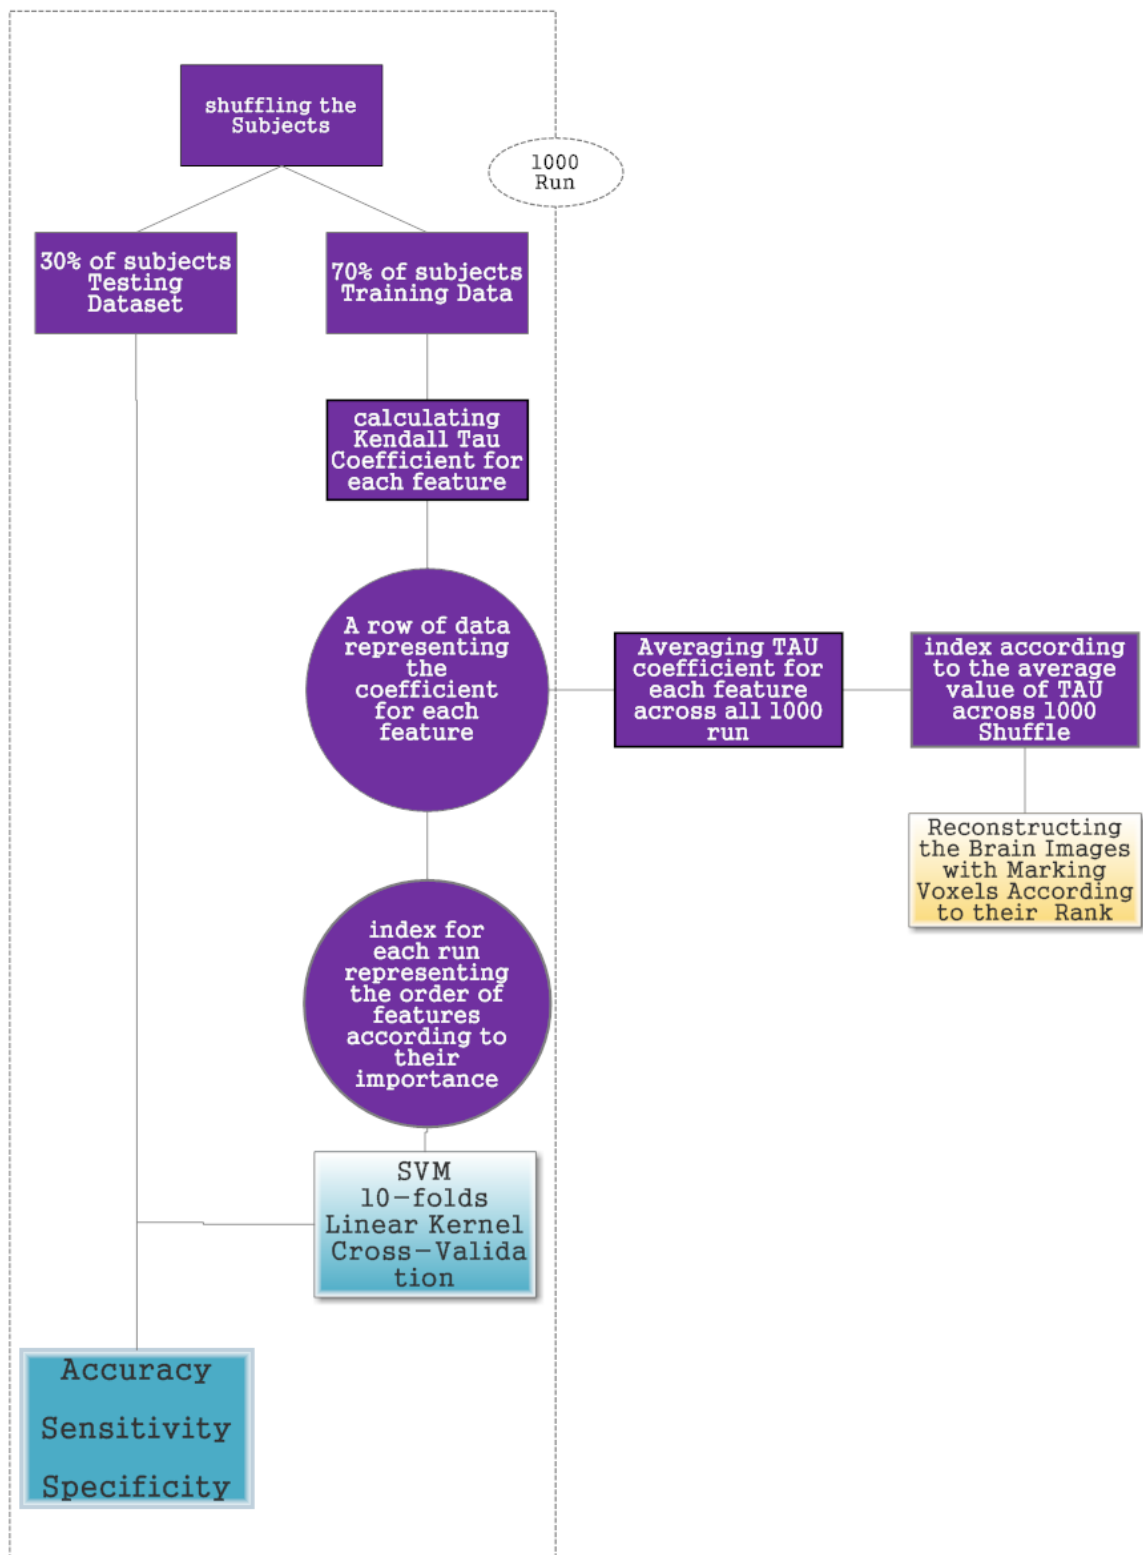 shuffling the
Subjects
1000
Run
30% of subjects
Testing
Dataset
70% of subjects
Training Data
calculating
Kendall Tau
Coefficient for
each feature
A row of data
representing
the
coefficient
for each
feature
Averaging TAU
coefficient for
each feature
across all 1000
run
index according
to the average
value of TAU
across 1000
Shuffle
Reconstructing
the Brain Images
with Marking
Voxels According
to their Rank
index for
each run
representing
the order of
features
according to
their
importance
SVM
10-folds
Linear Kernel
Cross-Valida
tion
Accuracy
Sensitivity
Specificity